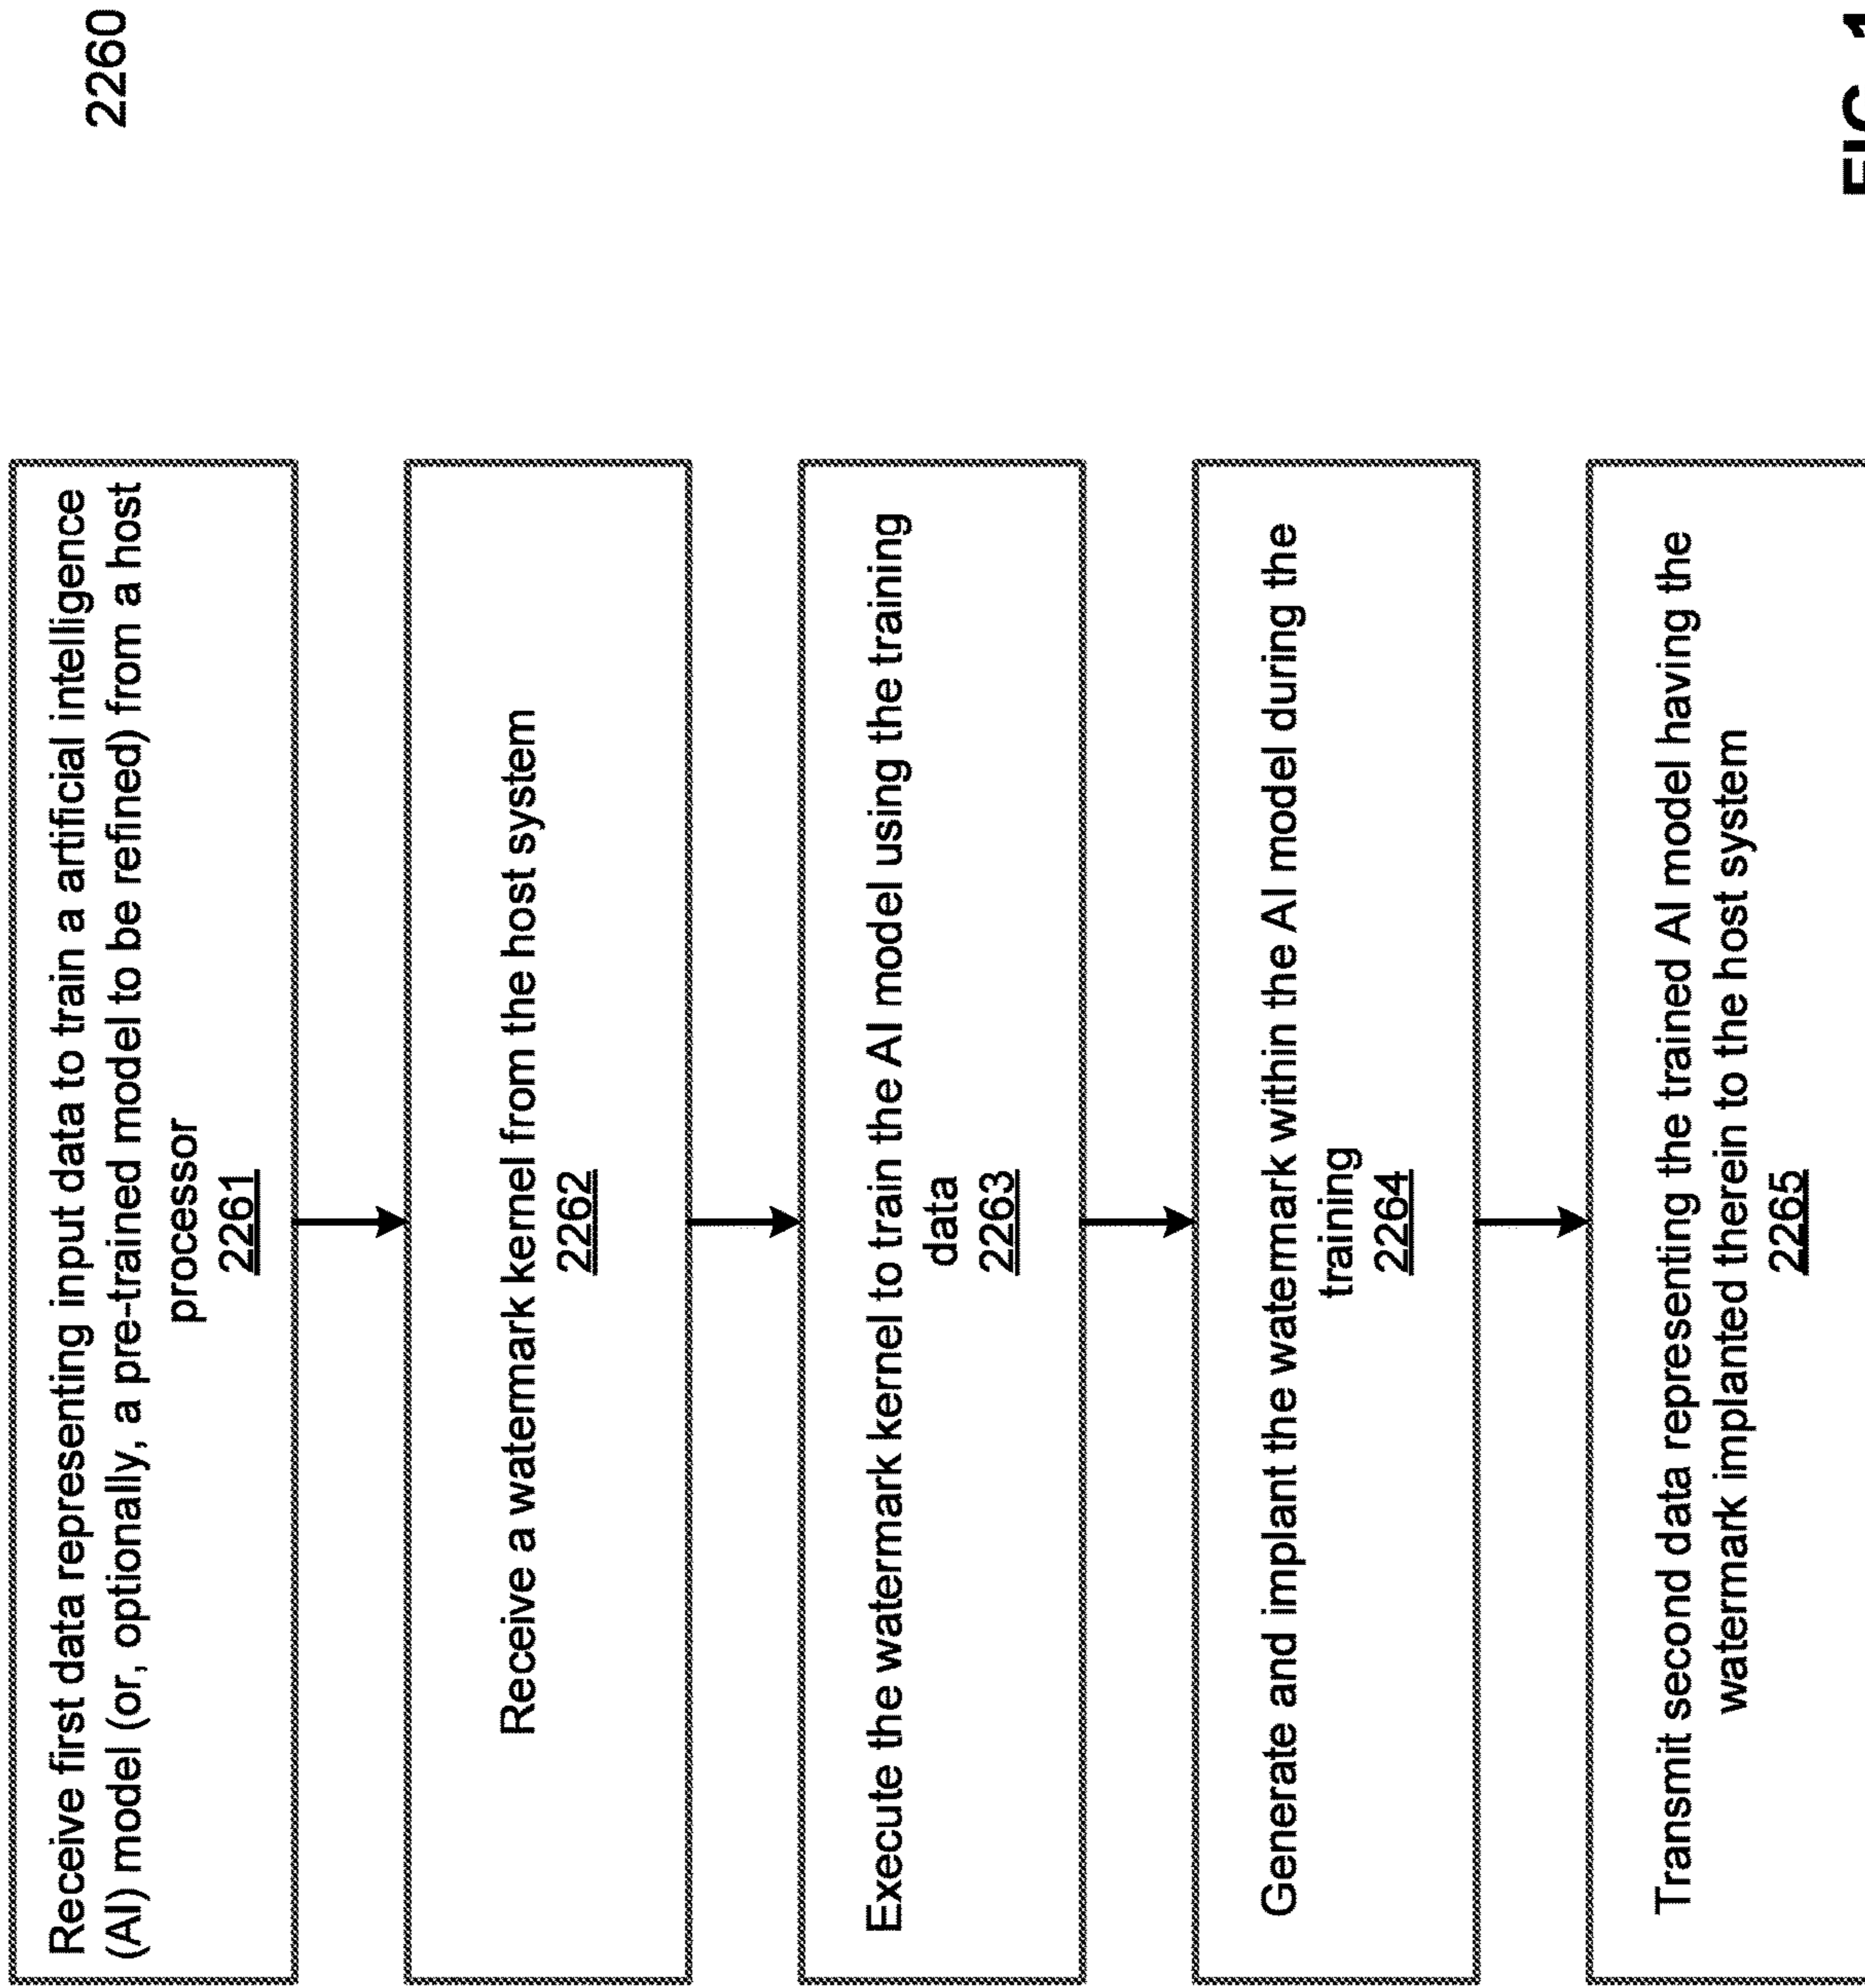 2260
Receive first data representing input data to train a artificial intelligence
(AI) model (or, optionally, a pre-trained model to be refined) from a host
processor
2261
Receive a watermark kernel from the host system
2262
Execute the watermark kernel to train the AI model using the training
data
2263
Generate and implant the watermark within the AI model during the
training
2264
Transmit second data representing the trained AI model having the
watermark implanted therein to the host system
2265